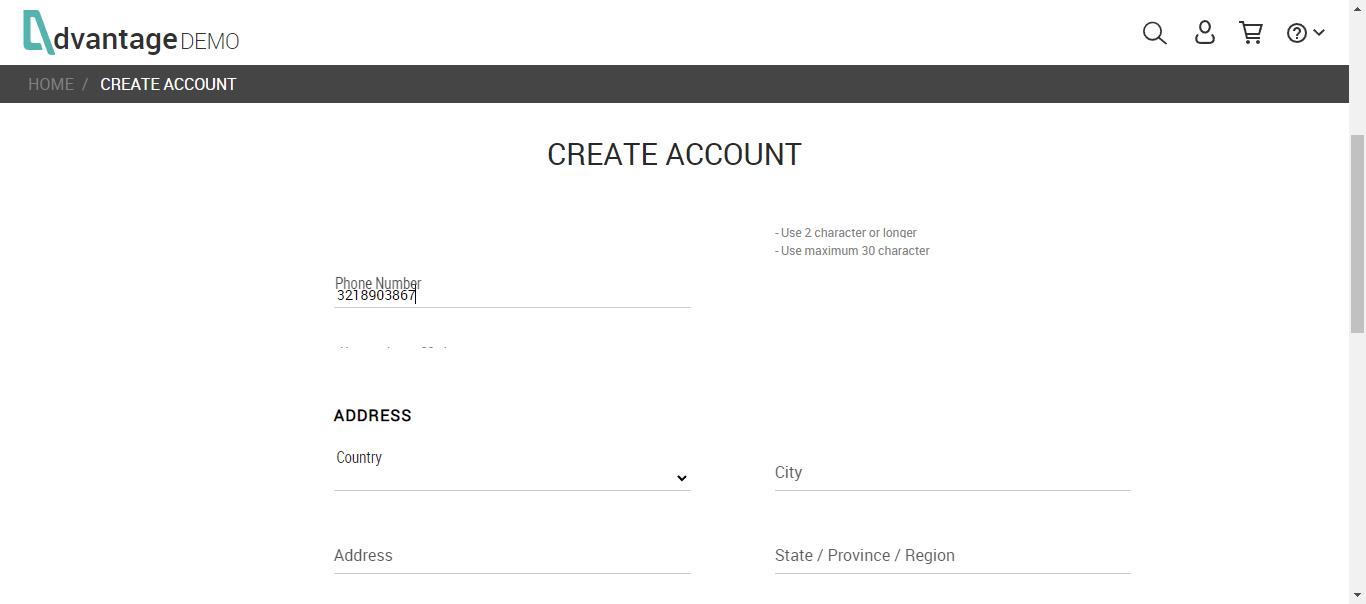 dvantage DEMO
HOME / CREATE ACCOUNT
CREATE ACCOUNT
- Use 2 character or longer
- Use maximum 30 character
Phone Number
3218903867
ADDRESS
Country
City
Address
State / Province / Region